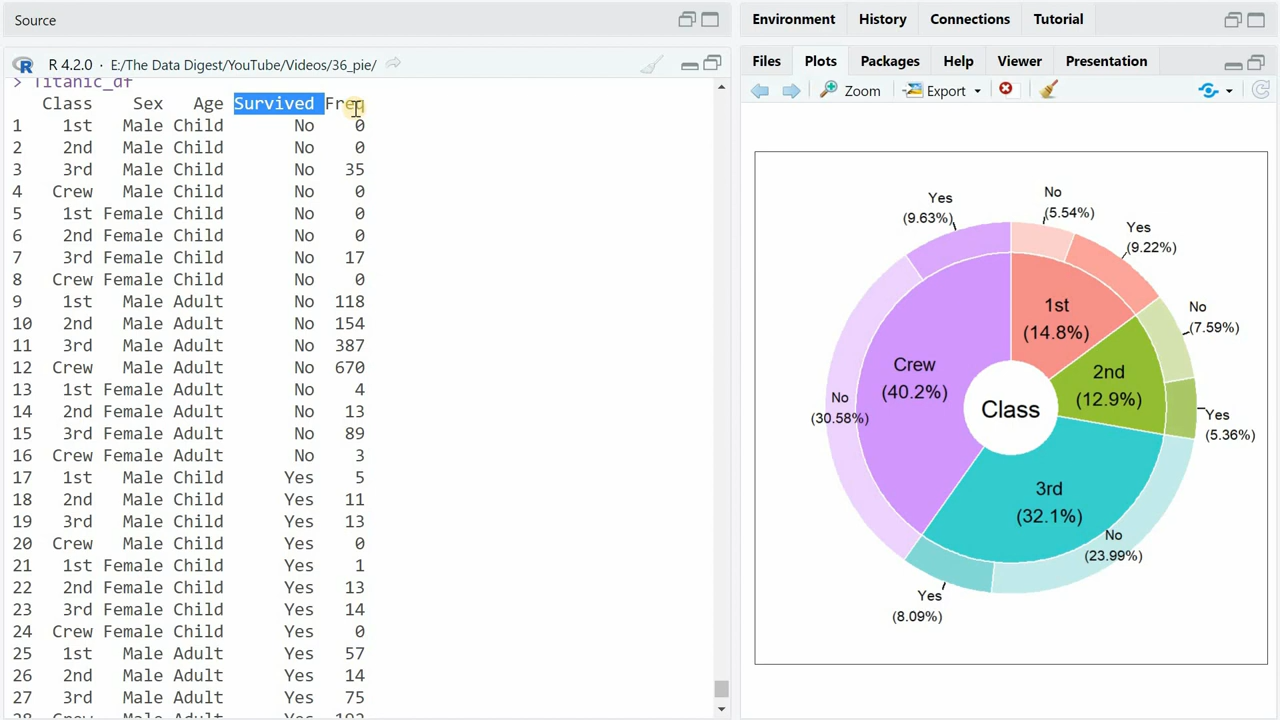 Source
R 4.2.0 · E:/The Data Digest/YouTube/Videos/36_pie/
> Titanic_df
Class Sex Age Survived Freq
1 1st Male Child No 0
2 2nd Male Child No 0
3 3rd Male Child No 35
4 Crew Male Child No 0
5 1st Female Child No 0
6 2nd Female Child No 0
7 3rd Female Child No 17
8 Crew Female Child No 0
9 1st Male Adult No 118
10 2nd Male Adult No 154
11 3rd Male Adult No 387
12 Crew Male Adult No 670
13 1st Female Adult No 4
14 2nd Female Adult No 13
15 3rd Female Adult No 89
16 Crew Female Adult No 3
17 1st Male Child Yes 5
18 2nd Male Child Yes 11
19 3rd Male Child Yes 13
20 Crew Male Child Yes 0
21 1st Female Child Yes 1
22 2nd Female Child Yes 13
23 3rd Female Child Yes 14
24 Crew Female Child Yes 0
25 1st Male Adult Yes 57
26 2nd Male Adult Yes 14
27 3rd Male Adult Yes 75
28 Crew Male Adult Yes 192
Environment History Connections Tutorial
Files Plots Packages Help Viewer Presentation
Zoom Export
No
(5.54%)
Yes
(9.63%)
Yes
(9.22%)
1st
(14.8%)
No
(7.59%)
Crew
(40.2%)
2nd
(12.9%)
No
(30.58%)
Class
Yes
(5.36%)
3rd
(32.1%)
No
(23.99%)
Yes
(8.09%)